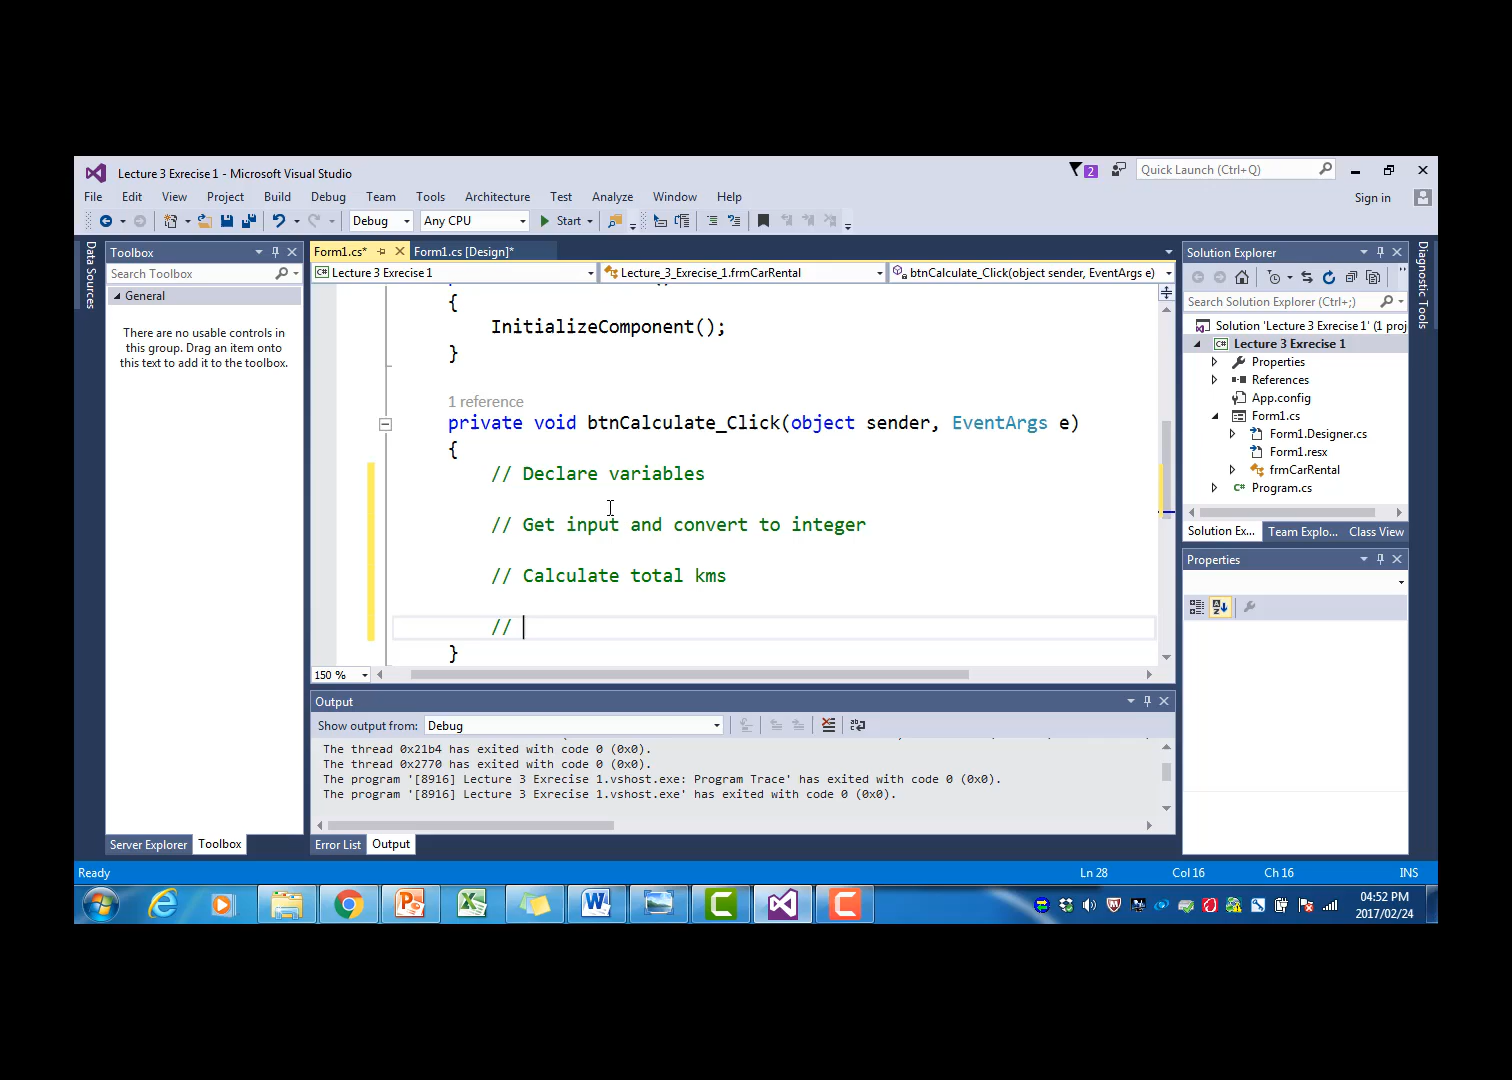 Lecture 3 Exrecise 1 - Microsoft Visual Studio
2
Quick Launch (Ctrl+Q)
File Edit View Project Build Debug Team Tools Architecture Test Analyze Window Help
Sign in
Debug Any CPU Start
Data Sources
Toolbox
Search Toolbox
General
There are no usable controls in
this group. Drag an item onto
this text to add it to the toolbox.
Server Explorer Toolbox
Form1.cs* Form1.cs [Design]*
Lecture 3 Exrecise 1 Lecture_3_Exrecise_1.frmCarRental btnCalculate_Click(object sender, EventArgs e)
{
InitializeComponent();
}
1 reference
private void btnCalculate_Click(object sender, EventArgs e)
{
// Declare variables
// Get input and convert to integer
// Calculate total kms
//
}
150 %
Output
Show output from: Debug
The thread 0x21b4 has exited with code 0 (0x0).
The thread 0x2770 has exited with code 0 (0x0).
The program '[8916] Lecture 3 Exrecise 1.vshost.exe: Program Trace' has exited with code 0 (0x0).
The program '[8916] Lecture 3 Exrecise 1.vshost.exe' has exited with code 0 (0x0).
Error List Output
Solution Explorer
Search Solution Explorer (Ctrl+;)
Solution 'Lecture 3 Exrecise 1' (1 proj
C# Lecture 3 Exrecise 1
Properties
References
App.config
Form1.cs
Form1.Designer.cs
Form1.resx
frmCarRental
C# Program.cs
Solution Ex... Team Explo... Class View
Properties
Diagnostic Tools
Ready Ln 28 Col 16 Ch 16 INS
04:52 PM
2017/02/24